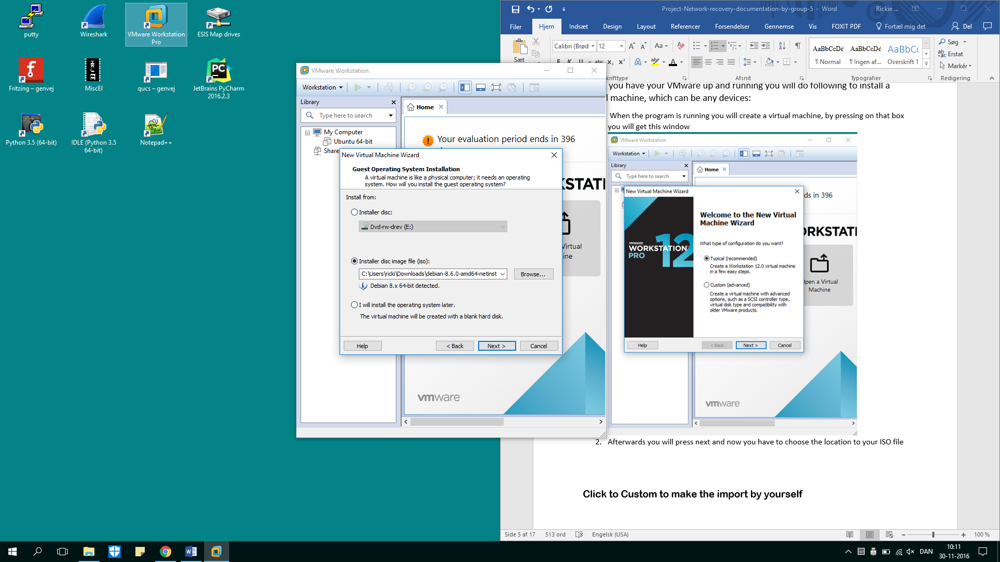 putty
Wireshark
VMware Workstation
Pro
ESIS Map drives
Fritzing – genvej
MiscEl
qucs – genvej
JetBrains PyCharm
2016.2.3
Python 3.5 (64-bit)
IDLE (Python 3.5
64-bit)
Notepad++
VMware Workstation
Workstation
Library
Type here to search
My Computer
Ubuntu 64-bit
Share
Home
Your evaluation period ends in 396
New Virtual Machine Wizard
Guest Operating System Installation
A virtual machine is like a physical computer; it needs an operating
system. How will you install the guest operating system?
Install from:
Installer disc:
Dvd-rw-drev (E:)
Installer disc image file (iso):
C:\Users\ricki\Downloads\debian-8.6.0-amd64-netinst
Browse...
Debian 8.x 64-bit detected.
I will install the operating system later.
The virtual machine will be created with a blank hard disk.
Help
< Back
Next >
Cancel
KSTATI
Virtual
ine
vmware
Project-Network-recovery-documentation-by-group-5 - Word
Rickie ...
Filer
Hjem
Indsæt
Design
Layout
Referencer
Forsendelser
Gennemse
Vis
FOXIT PDF
Fortæl mig det
Del
Sæt
Calibri (Brød
12
Aa
AaBbCcDd
¶ Normal
AaBbCcDd
¶ Ingen af...
AaBbCc
Overskrift 1
Søg
Erstat
Markér
krifttype
Afsnit
Typografier
Redigering
you have your VMware up and running you will do following to install a
l machine, which can be any devices:
When the program is running you will create a virtual machine, by pressing on that box
you will get this window
VMware Workstation
Workstation
Library
Type here to search
Home
ds in 396
New Virtual Machine Wizard
VMWARE
WORKSTATION
PRO
12
Welcome to the New Virtual
Machine Wizard
What type of configuration do you want?
Typical (recommended)
Create a Workstation 12.0 virtual machine
in a few easy steps.
Custom (advanced)
Create a virtual machine with advanced
options, such as a SCSI controller type,
virtual disk type and compatibility with
older VMware products.
Help
< Back
Next >
Cancel
ORKSTATI
Open a Virtual
Machine
vmware
2. Afterwards you will press next and now you have to choose the location to your ISO file
Click to Custom to make the import by yourself
Side 5 af 17
513 ord
Engelsk (USA)
100 %
DAN
10:11
30-11-2016